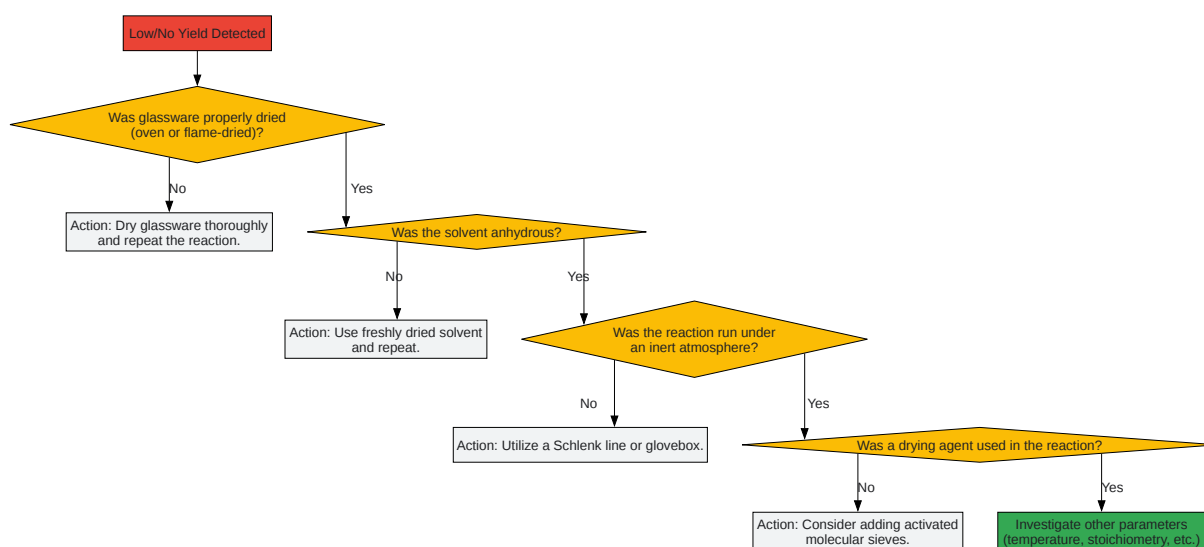 Low/No Yield Detected
Was glassware properly dried
(oven or flame-dried)?
No
Yes
Action: Dry glassware thoroughly
and repeat the reaction.
Was the solvent anhydrous?
No
Yes
Action: Use freshly dried solvent
and repeat.
Was the reaction run under
an inert atmosphere?
No
Yes
Action: Utilize a Schlenk line or glovebox.
Was a drying agent used in the reaction?
No
Yes
Action: Consider adding activated
molecular sieves.
Investigate other parameters
(temperature, stoichiometry, etc.)